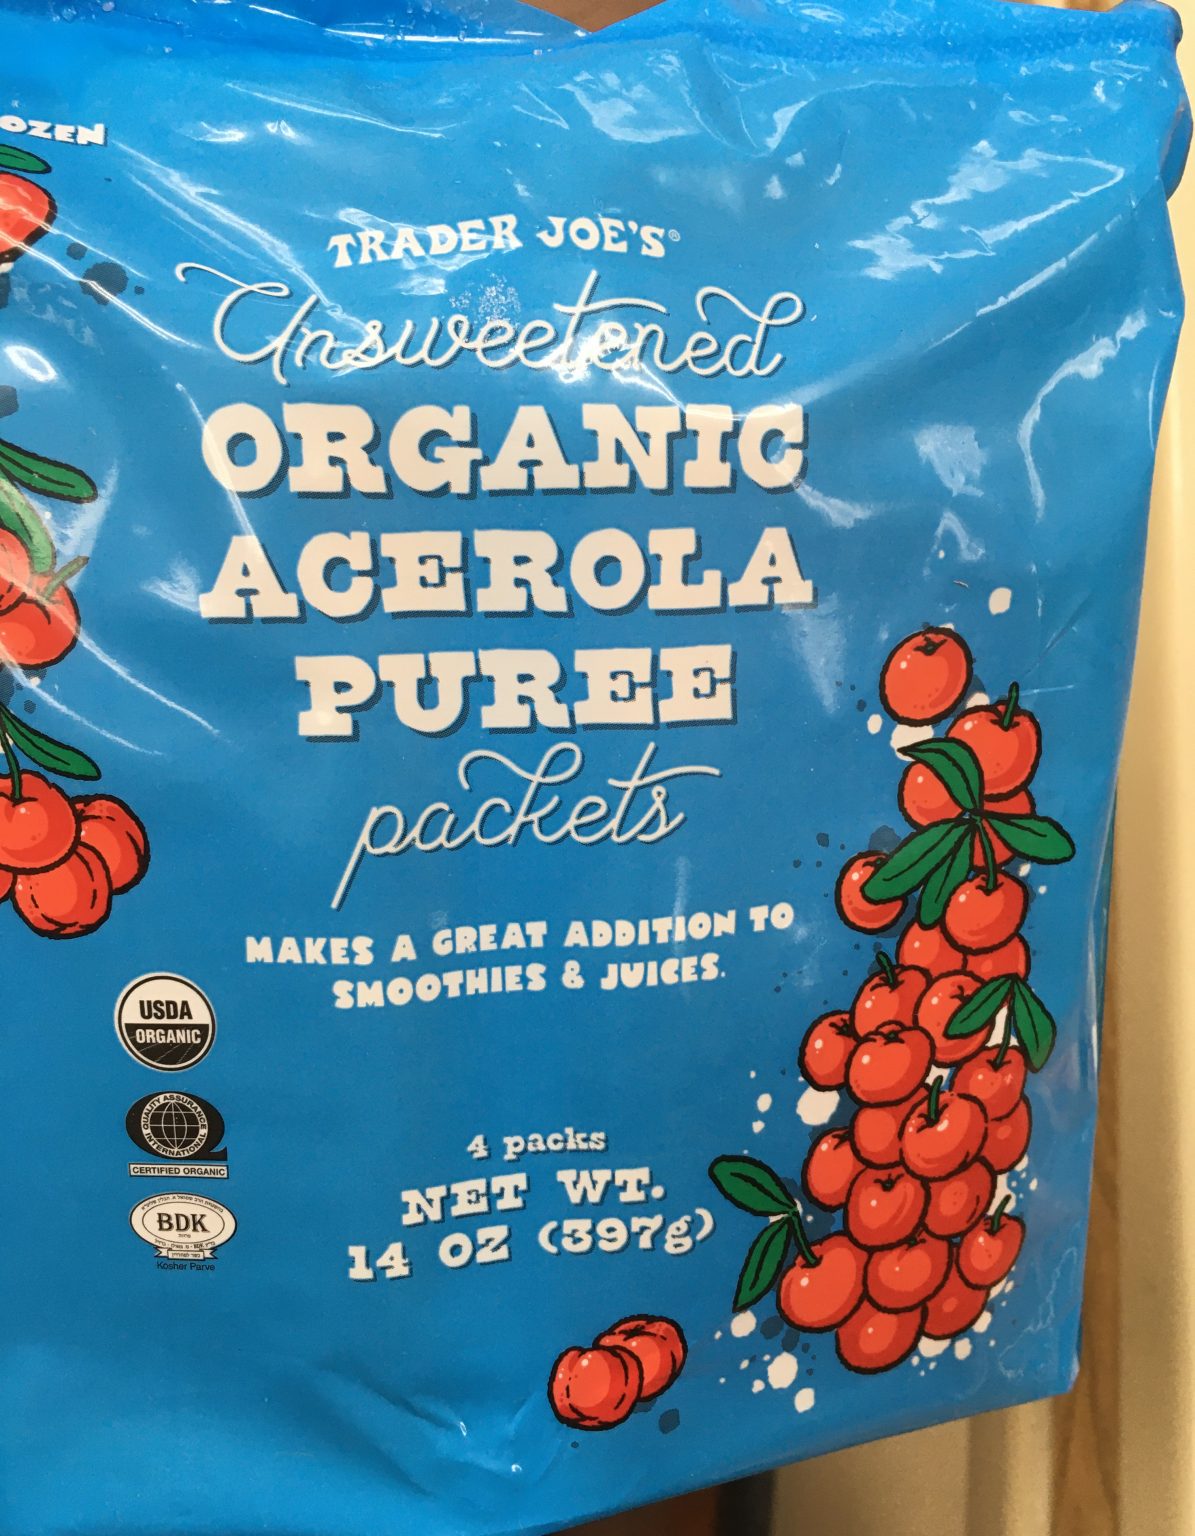 OZEN
TRADER JOE'S®
Unsweetened
ORGANIC
ACEROLA
PUREE
packets
MAKES A GREAT ADDITION TO
SMOOTHIES & JUICES.
USDA
ORGANIC
QUALITY ASSURANCE
INTERNATIONAL
CERTIFIED ORGANIC
BDK
Kosher Parve
4 packs
NET WT.
14 OZ (397g)